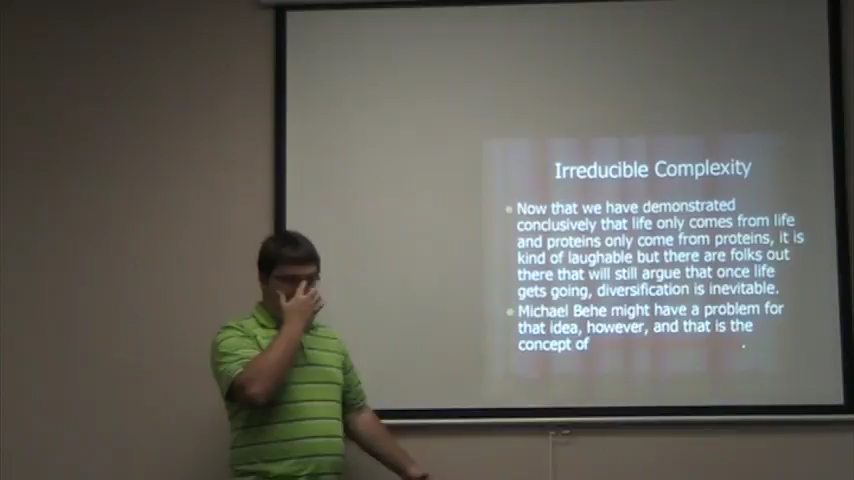 Irreducible Complexity
Now that we have demonstrated
conclusively that life only comes from life
and proteins only come from proteins, it is
kind of laughable but there are folks out
there that will still argue that once life
gets going, diversification is inevitable.
Michael Behe might have a problem for
that idea, however, and that is the
concept of .